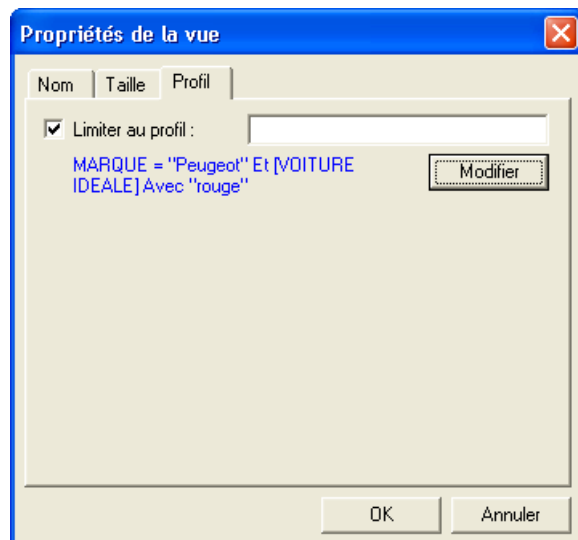 Propriétés de la vue
Nom Taille Profil
Limiter au profil :
MARQUE = "Peugeot" Et [VOITURE
IDEALE] Avec "rouge"
Modifier
OK Annuler